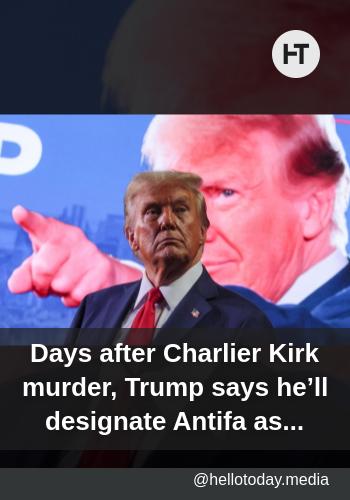 HT
P
Days after Charlier Kirk
murder, Trump says he’ll
designate Antifa as...
@hellotoday.media